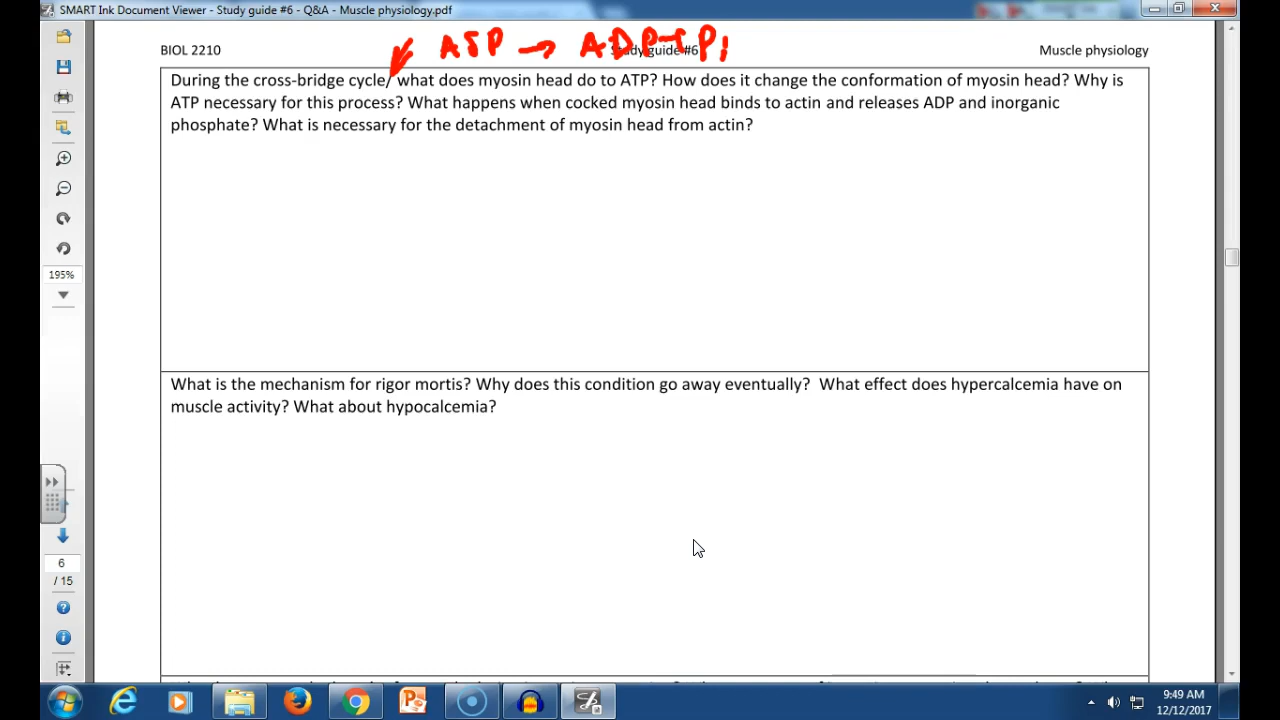 SMART Ink Document Viewer - Study guide #6 - Q&A - Muscle physiology.pdf
ATP → ADP+Pi
BIOL 2210 Study guide #6 Muscle physiology
During the cross-bridge cycle/ what does myosin head do to ATP? How does it change the conformation of myosin head? Why is
ATP necessary for this process? What happens when cocked myosin head binds to actin and releases ADP and inorganic
phosphate? What is necessary for the detachment of myosin head from actin?
195%
What is the mechanism for rigor mortis? Why does this condition go away eventually?  What effect does hypercalcemia have on
muscle activity? What about hypocalcemia?
6
/ 15
9:49 AM
12/12/2017